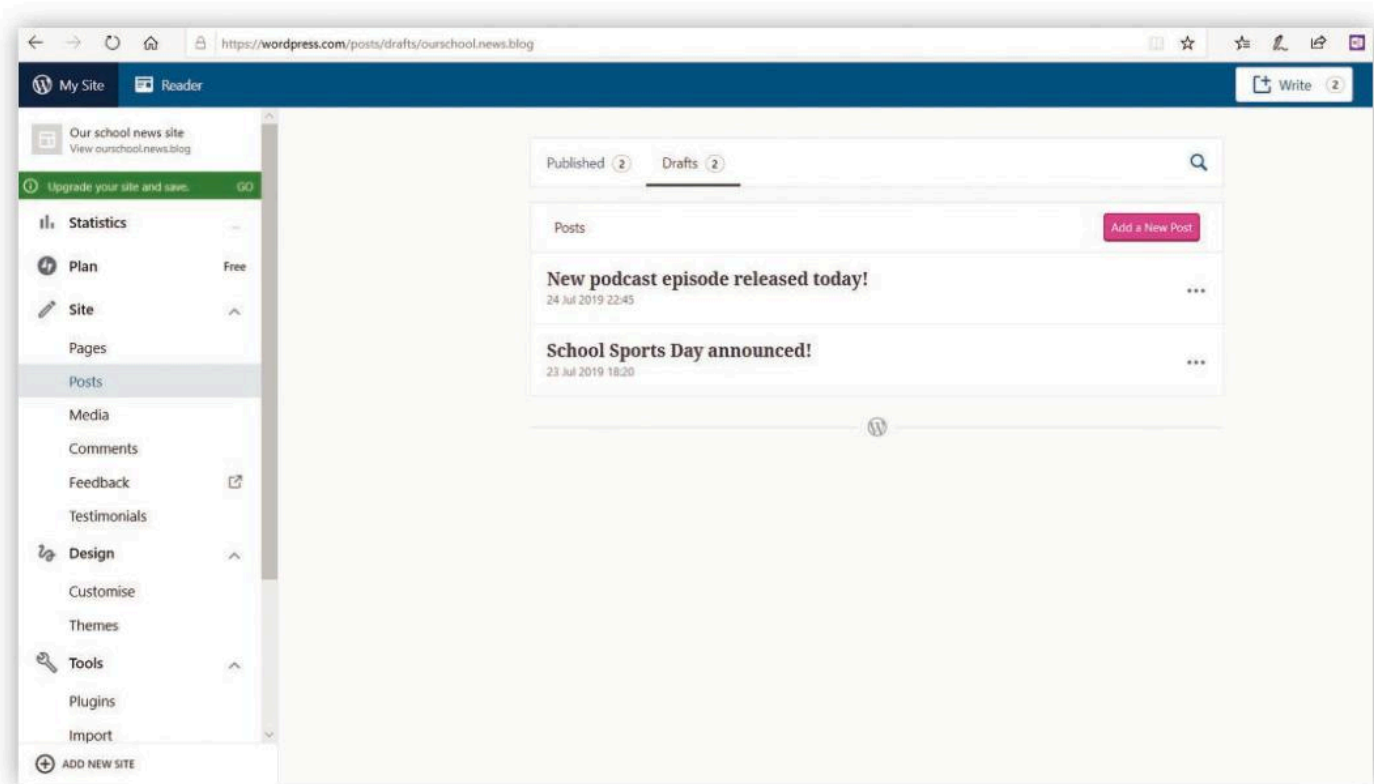 https://wordpress.com/posts/drafts/ourschool.news.blog
My Site Reader Write 2
Our school news site
View ourschool.news.blog
Upgrade your site and save. GO
Statistics
Plan Free
Site
Pages
Posts
Media
Comments
Feedback
Testimonials
Design
Customise
Themes
Tools
Plugins
Import
ADD NEW SITE
Published 2 Drafts 2
Posts Add a New Post
New podcast episode released today!
24 Jul 2019 22:45
School Sports Day announced!
23 Jul 2019 18:20